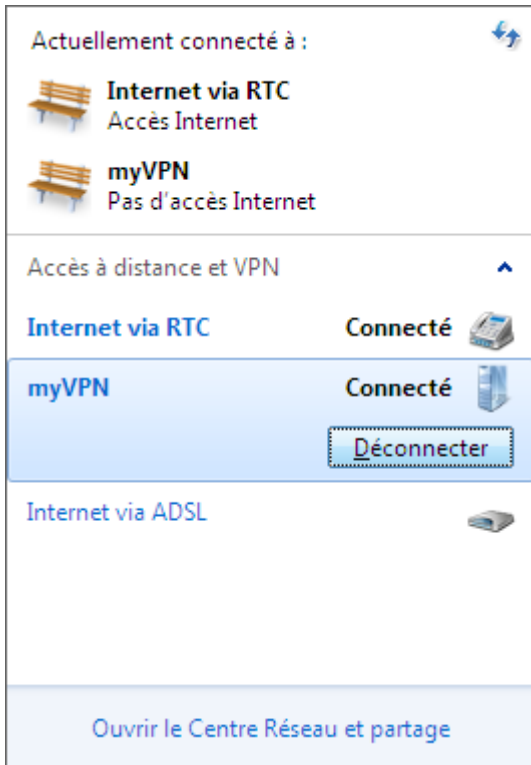 Actuellement connecté à :
Internet via RTC
Accès Internet
myVPN
Pas d'accès Internet
Accès à distance et VPN
Internet via RTC Connecté
myVPN Connecté
Déconnecter
Internet via ADSL
Ouvrir le Centre Réseau et partage